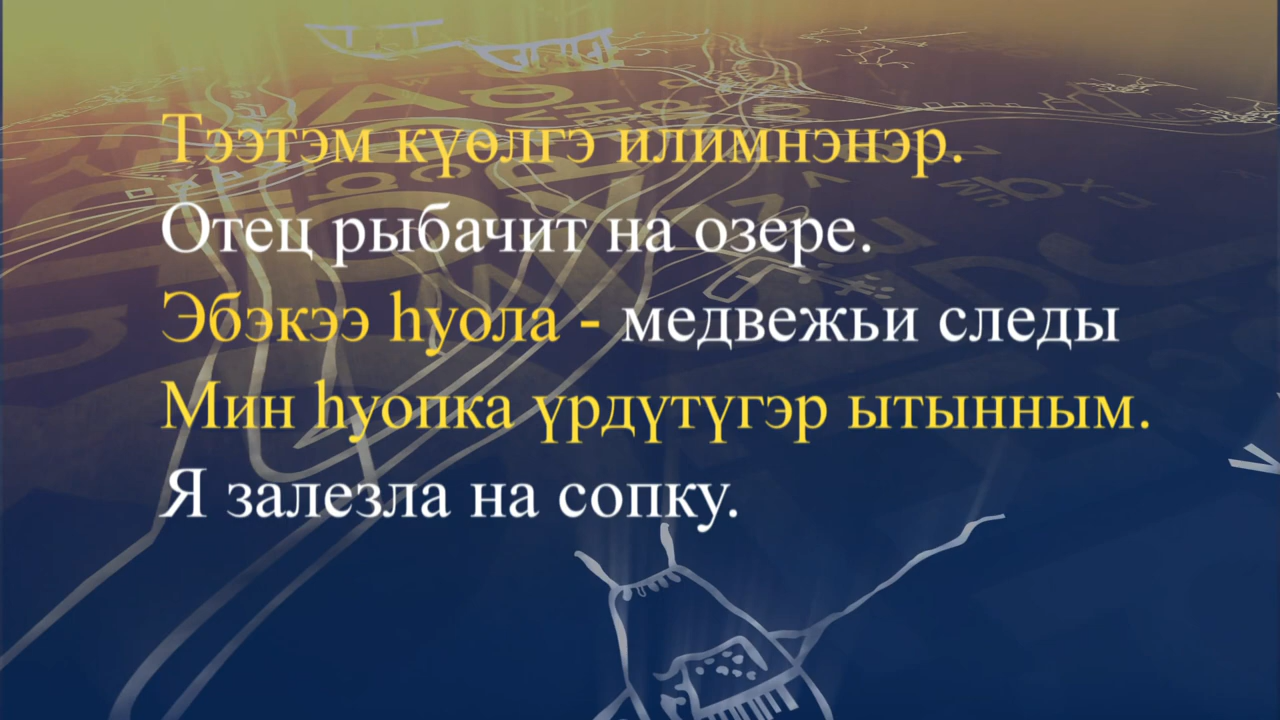 Тээтэм күөлгэ илимнэнэр.
Отец рыбачит на озере.
Эбэкээ һуола - медвежьи следы
Мин һуопка үрдүтүгэр ытынным.
Я залезла на сопку.